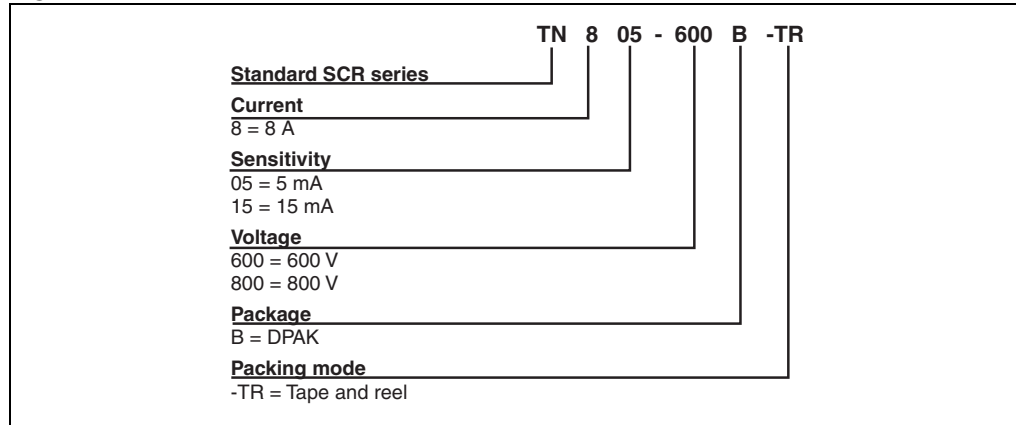 TN 8 05 - 600 B -TR
Standard SCR series
Current
8 = 8 A
Sensitivity
05 = 5 mA
15 = 15 mA
Voltage
600 = 600 V
800 = 800 V
Package
B = DPAK
Packing mode
-TR = Tape and reel